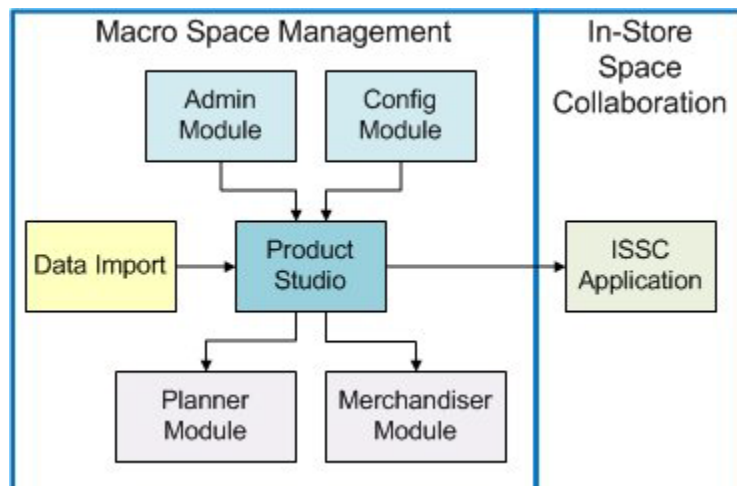 Macro Space Management
In-Store
Space
Collaboration
Admin
Module
Config
Module
Data Import
Product
Studio
ISSC
Application
Planner
Module
Merchandiser
Module